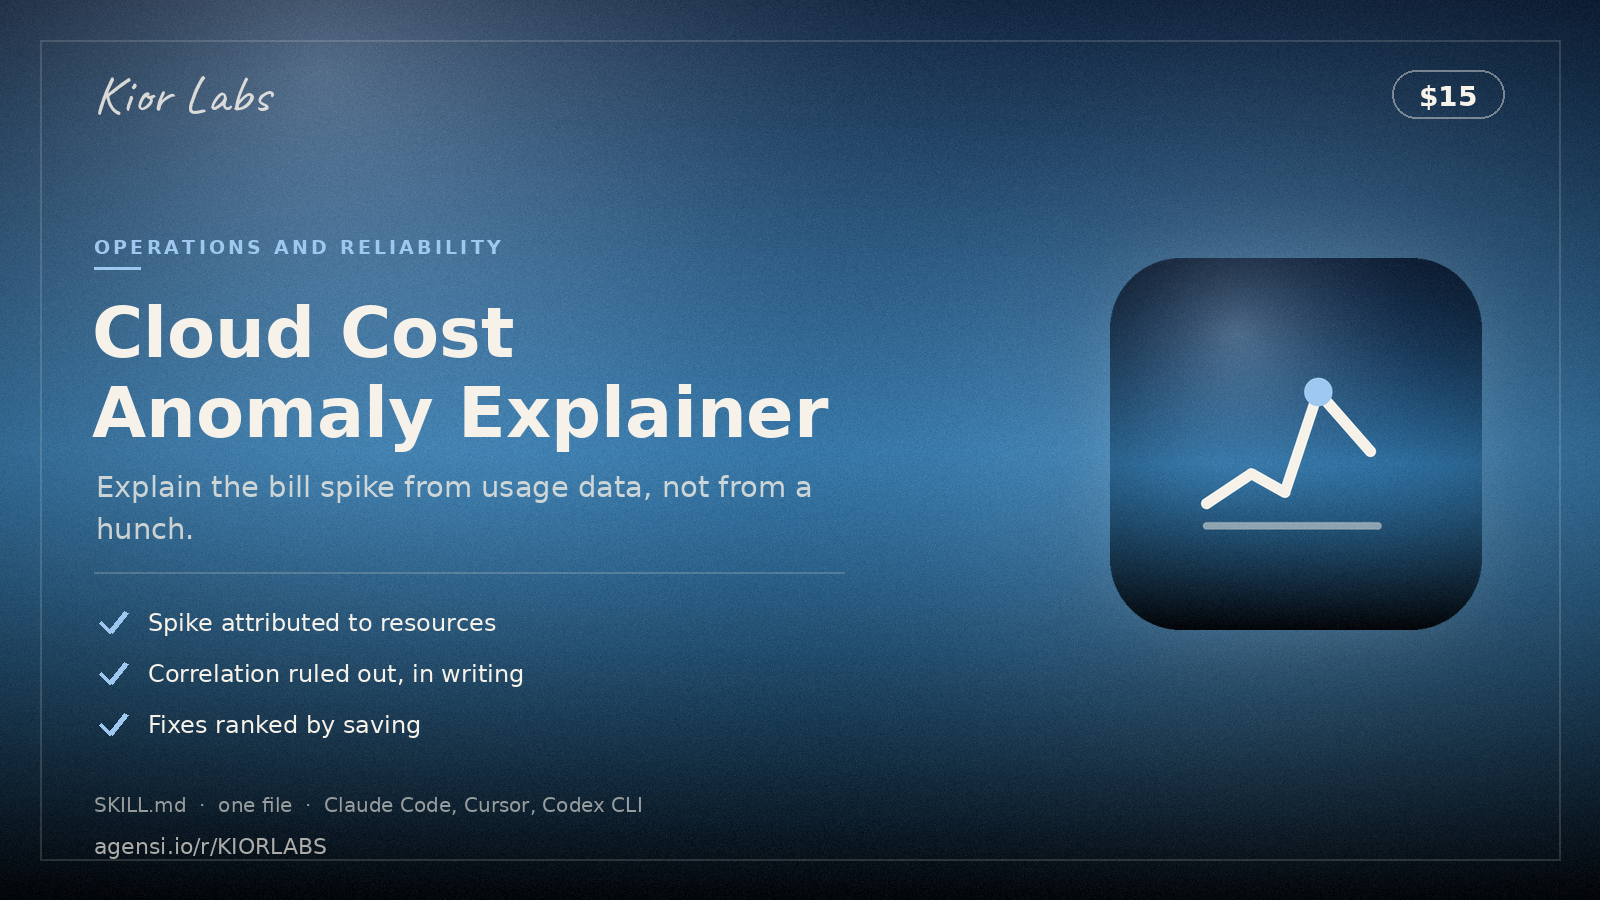 Kior Labs
$15
OPERATIONS AND RELIABILITY
Cloud Cost
Anomaly Explainer
Explain the bill spike from usage data, not from a
hunch.
Spike attributed to resources
Correlation ruled out, in writing
Fixes ranked by saving
SKILL.md · one file · Claude Code, Cursor, Codex CLI
agensi.io/r/KIORLABS